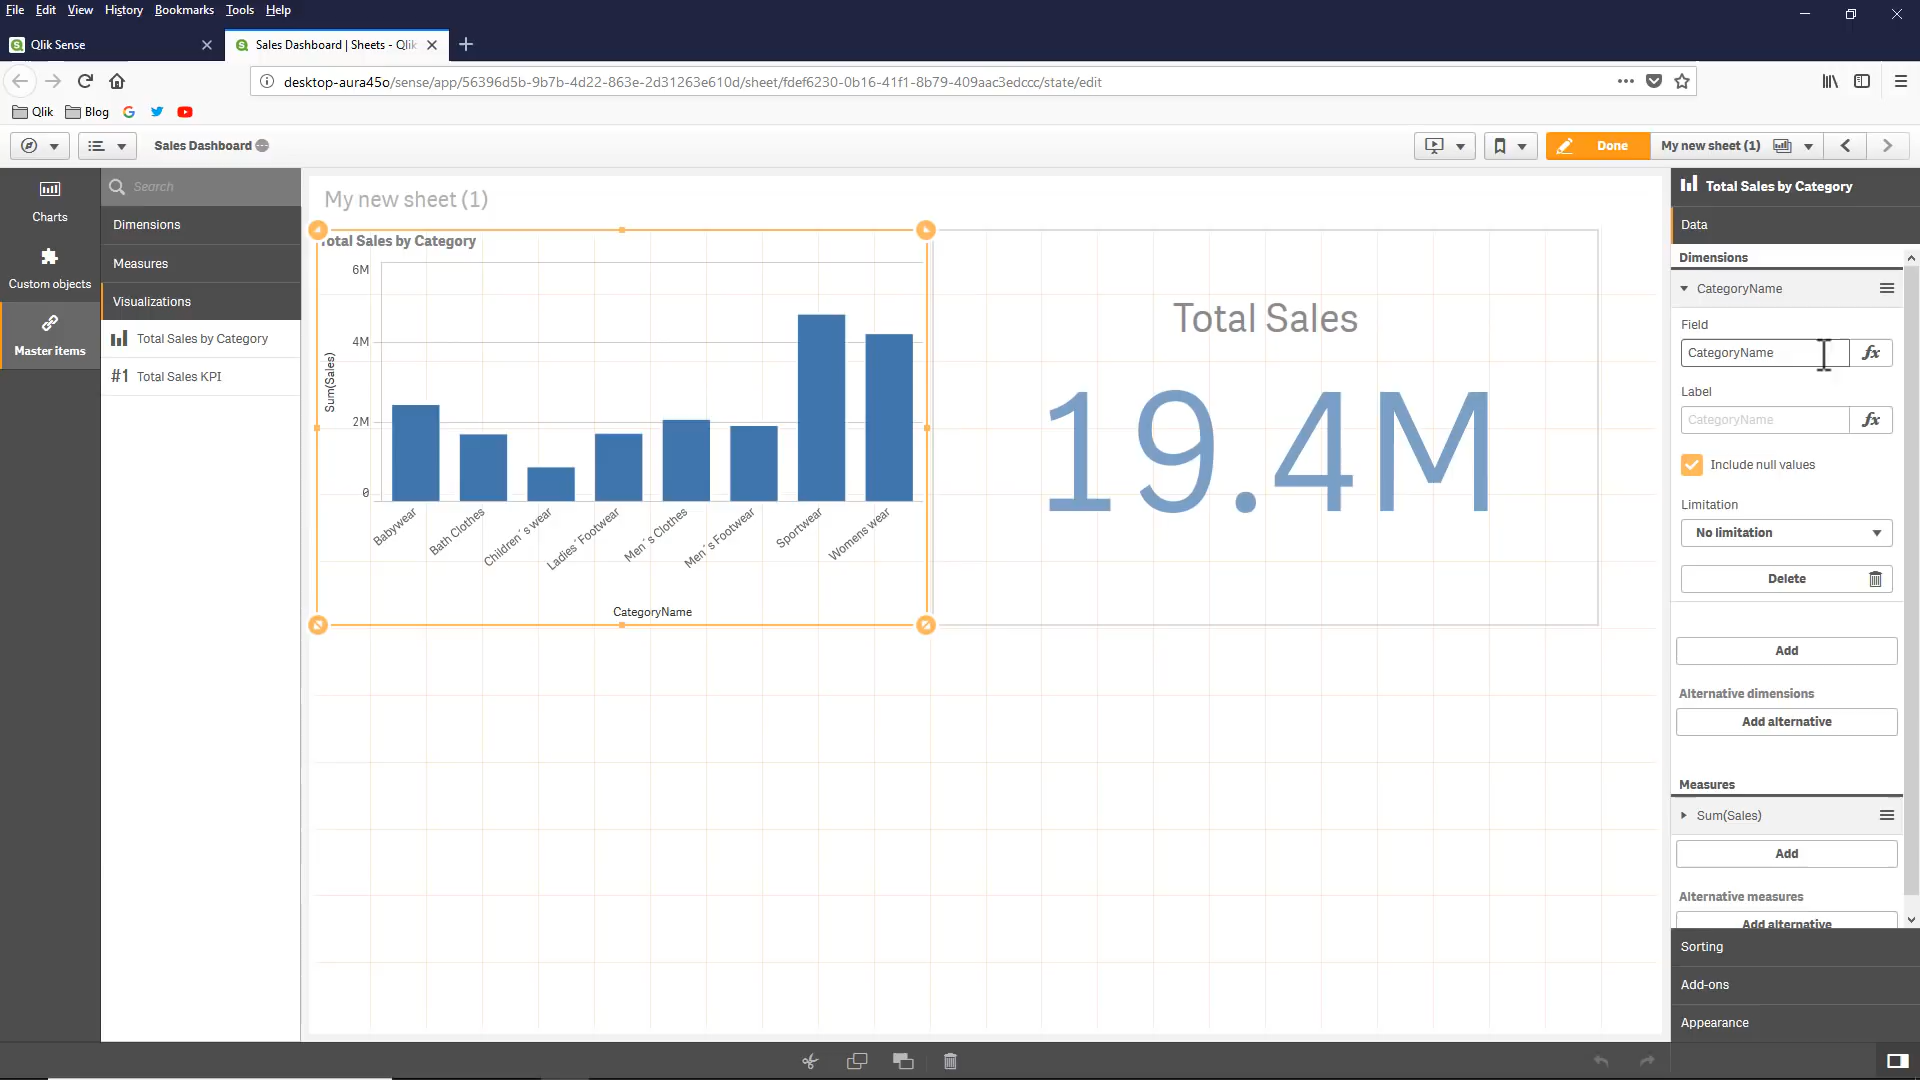 File Edit View History Bookmarks Tools Help
Qlik Sense
Sales Dashboard | Sheets - Qlik
desktop-aura45o/sense/app/56396d5b-9b7b-4d22-863e-2d31263e610d/sheet/fdef6230-0b16-41f1-8b79-409aac3edccc/state/edit
Qlik Blog
Sales Dashboard
Done
My new sheet (1)
Charts
Custom objects
Master items
Search
Dimensions
Measures
Visualizations
Total Sales by Category
#1 Total Sales KPI
My new sheet (1)
Total Sales by Category
6M
4M
2M
0
Sum(Sales)
Babywear
Bath Clothes
Children´s wear
Ladies´Footwear
Men´s Clothes
Men´s Footwear
Sportwear
Womens wear
CategoryName
Total Sales
19.4M
Total Sales by Category
Data
Dimensions
CategoryName
Field
CategoryName fx
Label
CategoryName fx
Include null values
Limitation
No limitation
Delete
Add
Alternative dimensions
Add alternative
Measures
Sum(Sales)
Add
Alternative measures
Add alternative
Sorting
Add-ons
Appearance